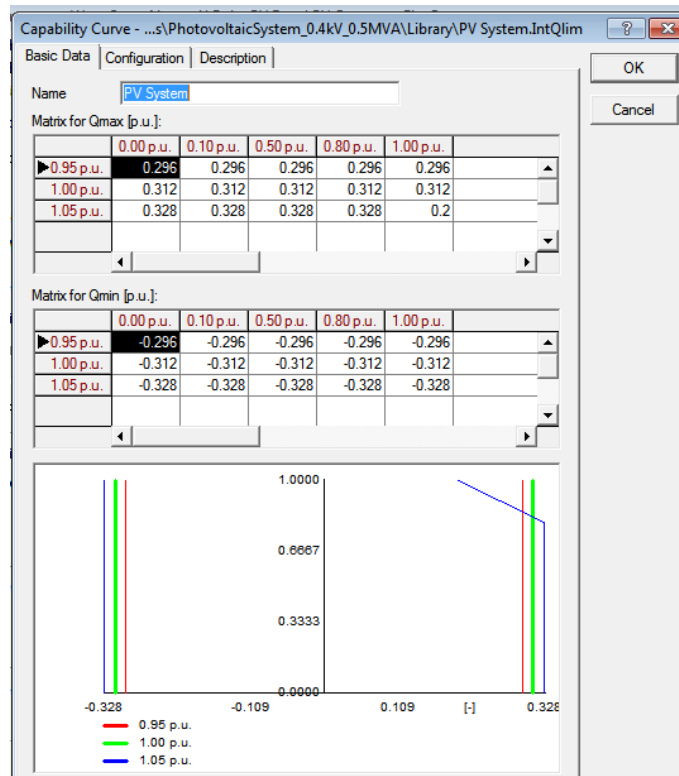 Capability Curve - ...s\PhotovoltaicSystem_0.4kV_0.5MVA\Library\PV System.IntQlim
Basic Data Configuration Description
OK
Name PV System
Cancel
Matrix for Qmax [p.u.]:
0.00 p.u. 0.10 p.u. 0.50 p.u. 0.80 p.u. 1.00 p.u.
0.95 p.u. 0.296 0.296 0.296 0.296 0.296
1.00 p.u. 0.312 0.312 0.312 0.312 0.312
1.05 p.u. 0.328 0.328 0.328 0.328 0.2
Matrix for Qmin [p.u.]:
0.00 p.u. 0.10 p.u. 0.50 p.u. 0.80 p.u. 1.00 p.u.
0.95 p.u. -0.296 -0.296 -0.296 -0.296 -0.296
1.00 p.u. -0.312 -0.312 -0.312 -0.312 -0.312
1.05 p.u. -0.328 -0.328 -0.328 -0.328 -0.328
1.0000
0.6667
0.3333
0.0000
-0.328 -0.109 0.109 [-] 0.328
0.95 p.u.
1.00 p.u.
1.05 p.u.